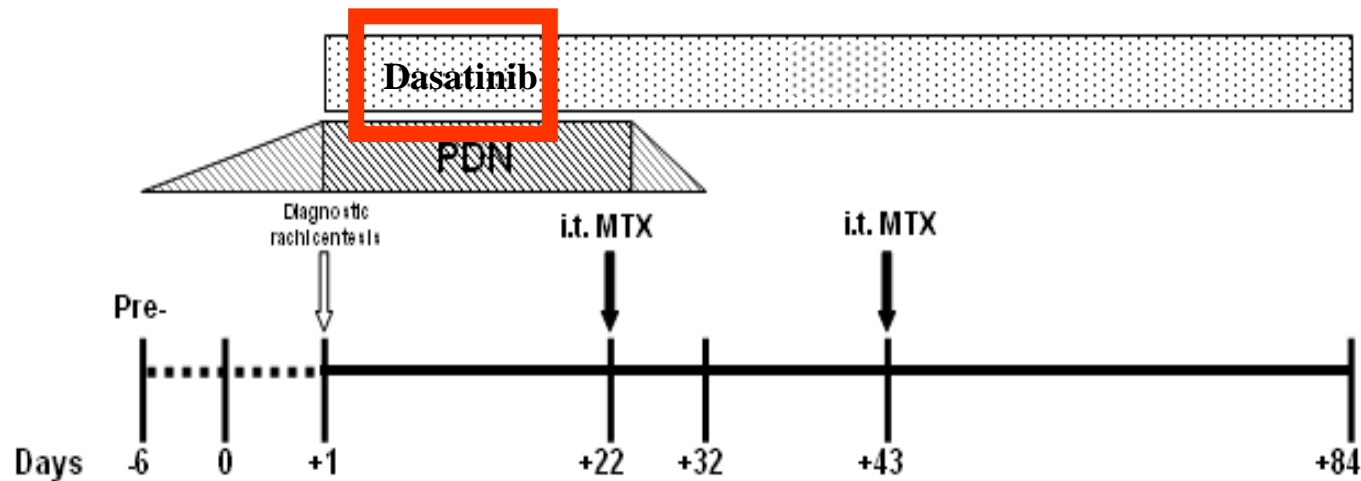 Dasatinib
PDN
Diagnostic
rachicentesis
i.t. MTX
i.t. MTX
Pre-
Days -6 0 +1 +22 +32 +43 +84